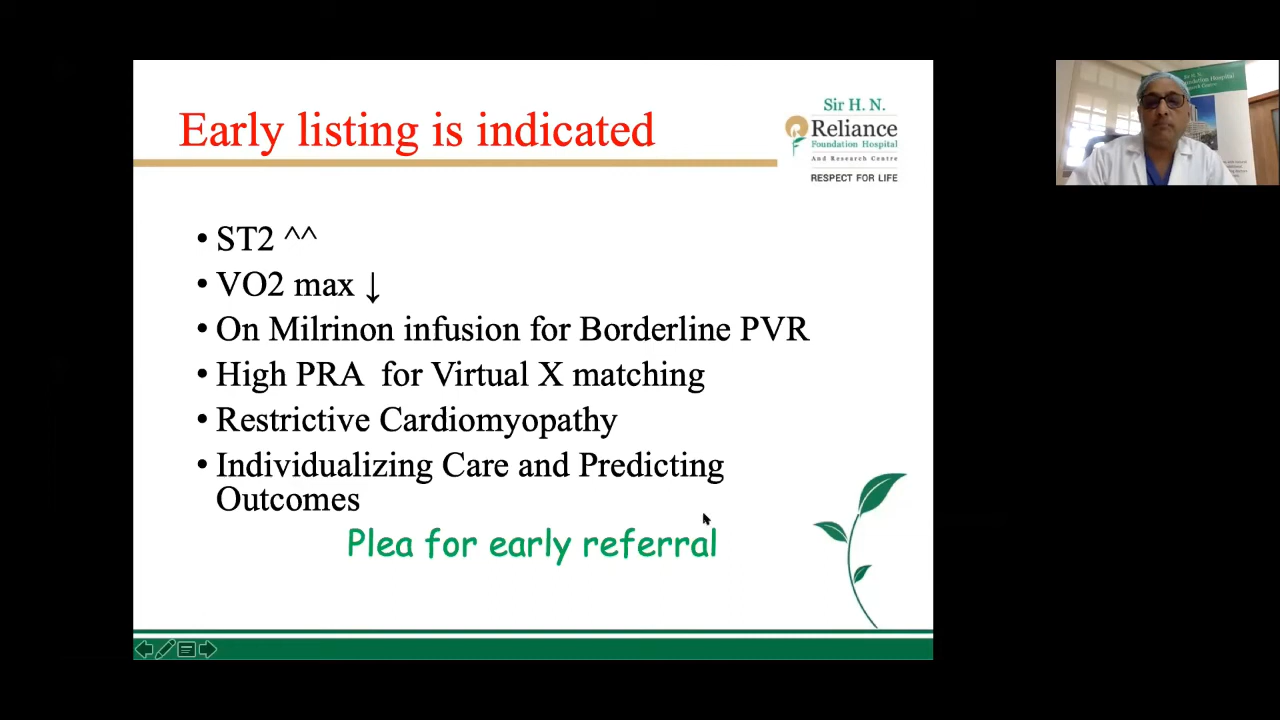 Early listing is indicated
Sir H. N.
Reliance
Foundation Hospital
And Research Centre
RESPECT FOR LIFE
• ST2 ^^
• VO2 max ↓
• On Milrinon infusion for Borderline PVR
• High PRA for Virtual X matching
• Restrictive Cardiomyopathy
• Individualizing Care and Predicting
Outcomes
Plea for early referral